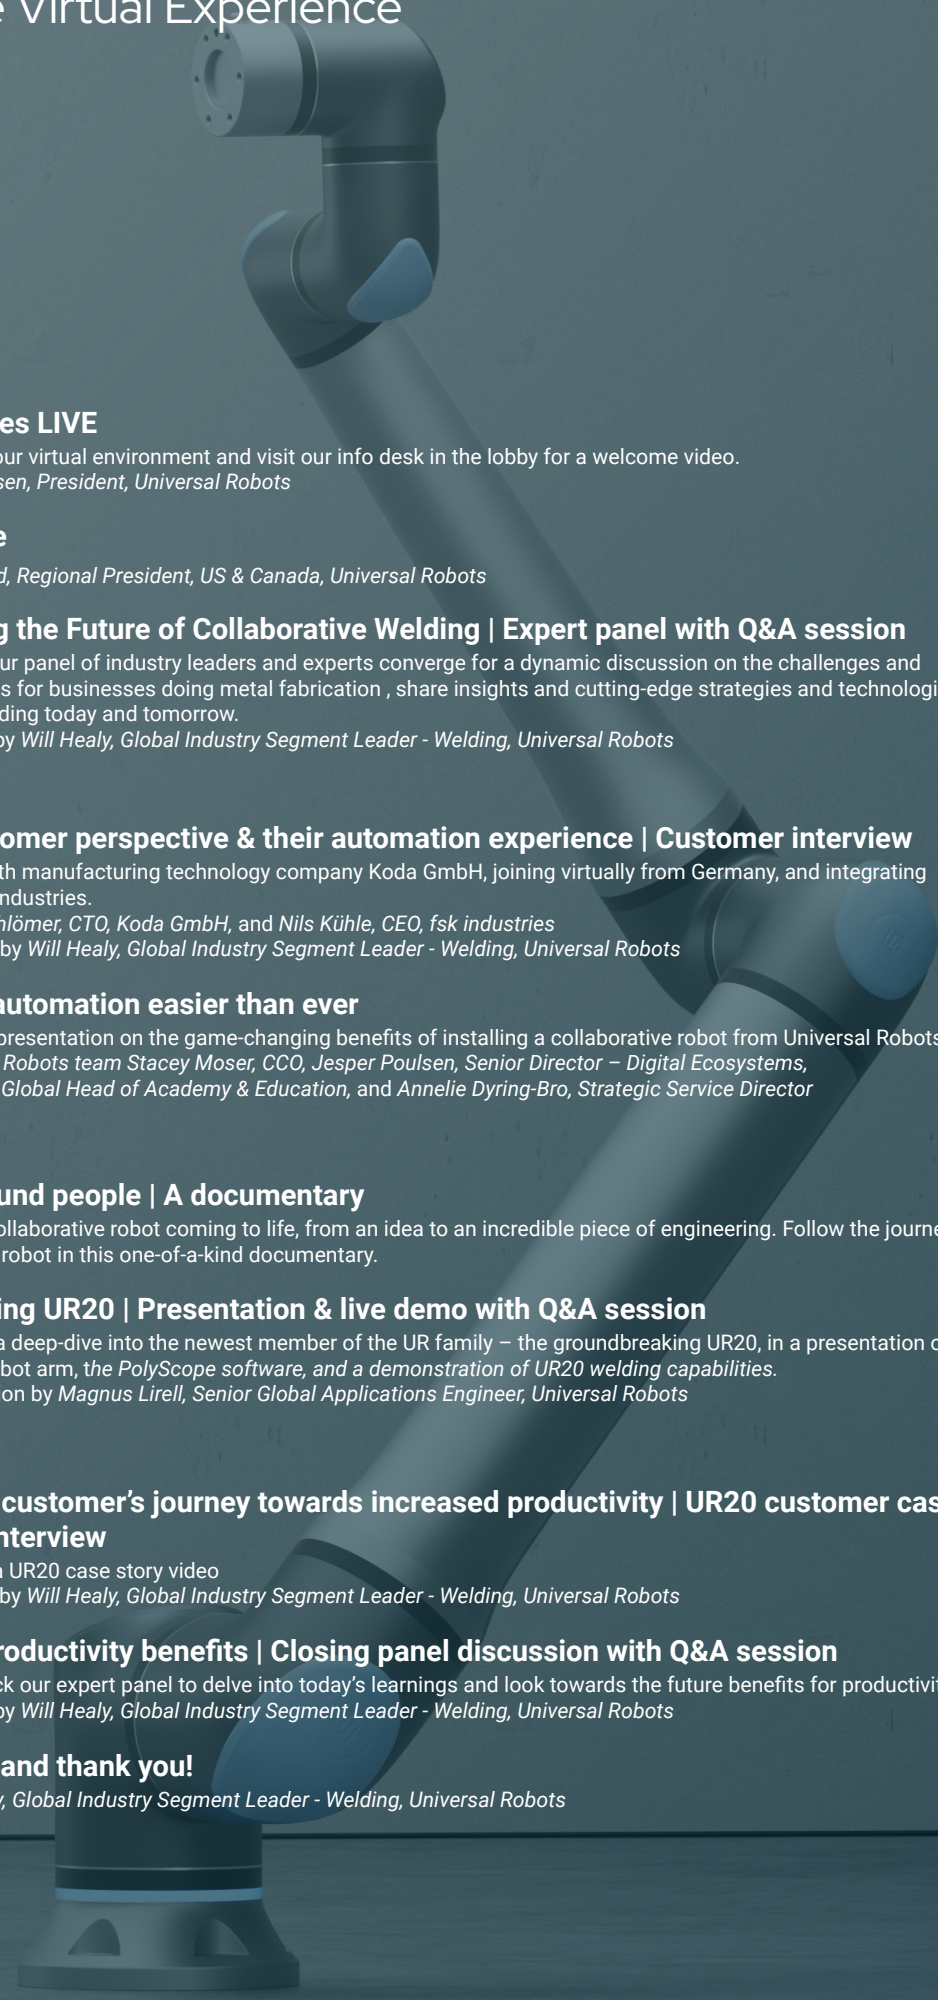 e Virtual Experience
es LIVE
our virtual environment and visit our info desk in the lobby for a welcome video.
sen, President, Universal Robots
e
d, Regional President, US & Canada, Universal Robots
g the Future of Collaborative Welding | Expert panel with Q&A session
ur panel of industry leaders and experts converge for a dynamic discussion on the challenges and
s for businesses doing metal fabrication , share insights and cutting-edge strategies and technologi
ding today and tomorrow.
by Will Healy, Global Industry Segment Leader - Welding, Universal Robots
omer perspective & their automation experience | Customer interview
th manufacturing technology company Koda GmbH, joining virtually from Germany, and integrating
ndustries.
hlömer, CTO, Koda GmbH, and Nils Kühle, CEO, fsk industries
by Will Healy, Global Industry Segment Leader - Welding, Universal Robots
automation easier than ever
presentation on the game-changing benefits of installing a collaborative robot from Universal Robots
Robots team Stacey Moser, CCO, Jesper Poulsen, Senior Director – Digital Ecosystems,
Global Head of Academy & Education, and Annelie Dyring-Bro, Strategic Service Director
und people | A documentary
ollaborative robot coming to life, from an idea to an incredible piece of engineering. Follow the journe
robot in this one-of-a-kind documentary.
ing UR20 | Presentation & live demo with Q&A session
a deep-dive into the newest member of the UR family – the groundbreaking UR20, in a presentation o
bot arm, the PolyScope software, and a demonstration of UR20 welding capabilities.
ion by Magnus Lirell, Senior Global Applications Engineer, Universal Robots
customer’s journey towards increased productivity | UR20 customer cas
nterview
a UR20 case story video
by Will Healy, Global Industry Segment Leader - Welding, Universal Robots
roductivity benefits | Closing panel discussion with Q&A session
ck our expert panel to delve into today’s learnings and look towards the future benefits for productivit
by Will Healy, Global Industry Segment Leader - Welding, Universal Robots
and thank you!
y, Global Industry Segment Leader - Welding, Universal Robots